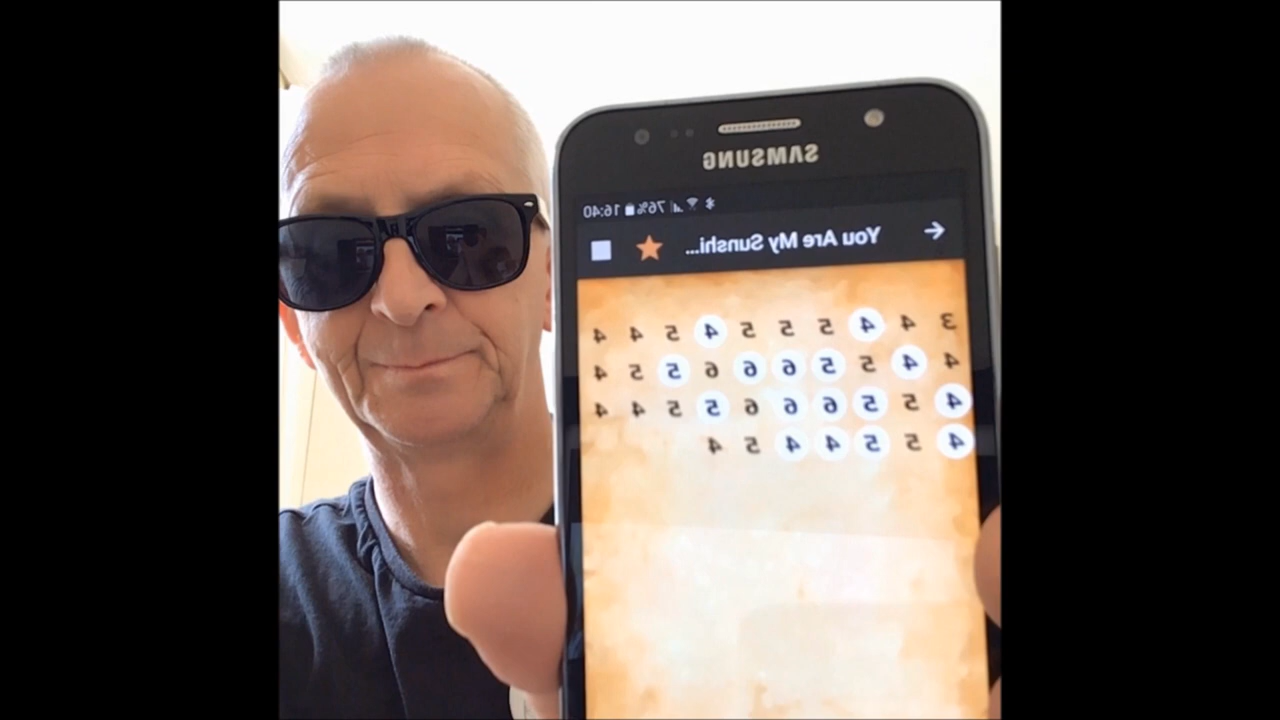 SAMSUNG
76% 16:40
You Are My Sunshi...
3 4 4 5 5 5 4 5 4 4
4 4 5 5 6 6 6 5 5 4
4 5 5 6 6 6 5 5 4 4
4 5 5 4 4 5 4